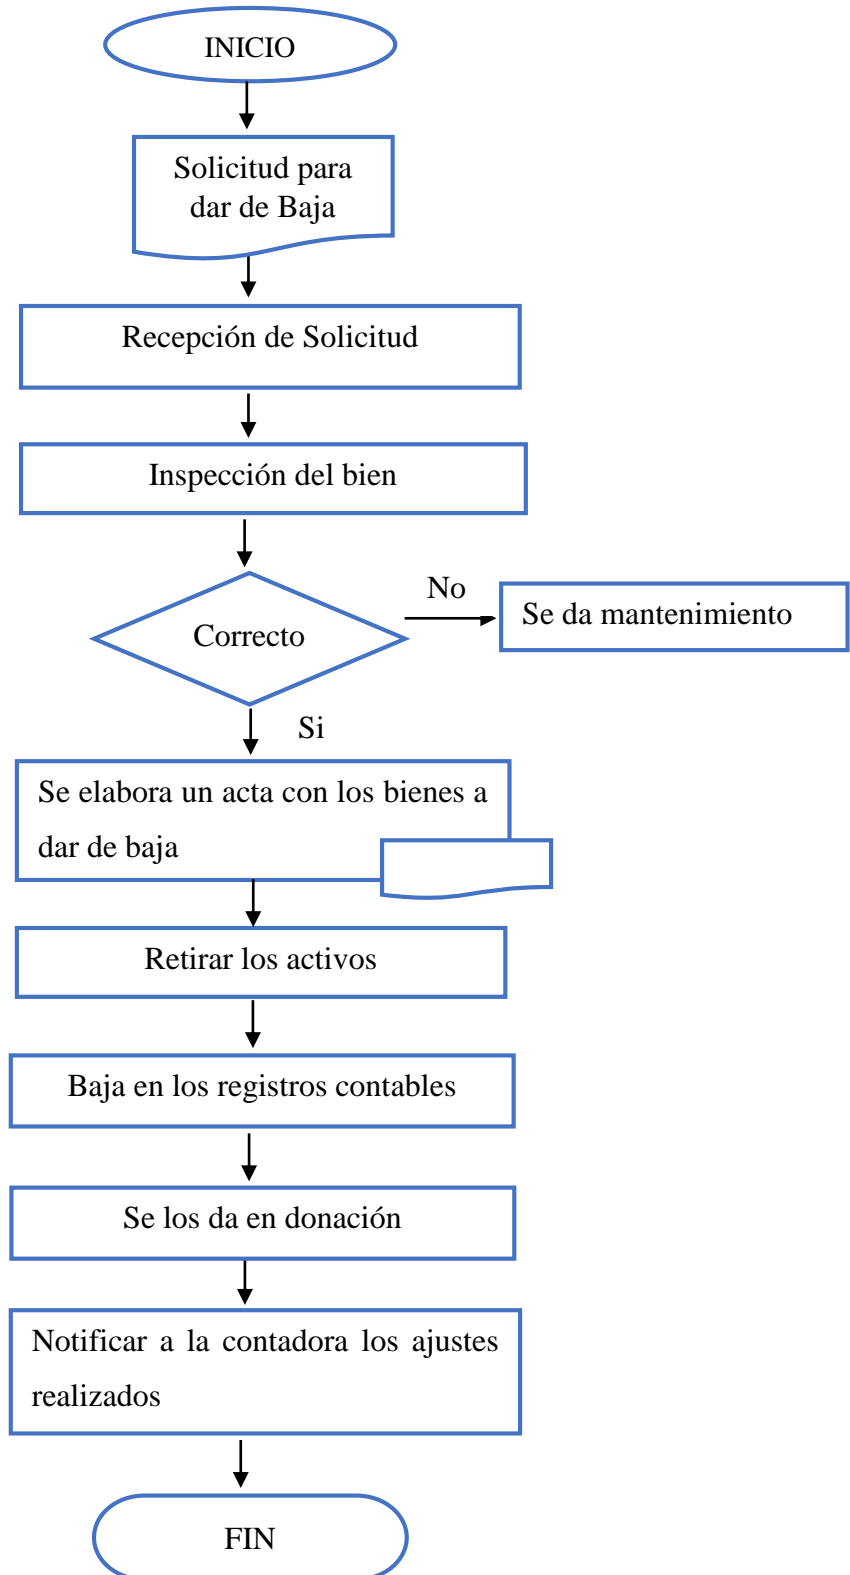 INICIO
Solicitud para
dar de Baja
Recepción de Solicitud
Inspección del bien
No
Se da mantenimiento
Correcto
Si
Se elabora un acta con los bienes a
dar de baja
Retirar los activos
Baja en los registros contables
Se los da en donación
Notificar a la contadora los ajustes
realizados
FIN